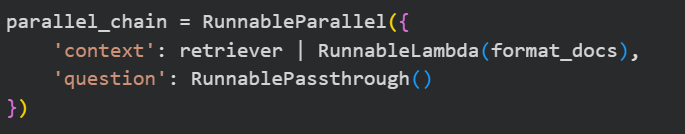 parallel_chain = RunnableParallel({
    'context': retriever | RunnableLambda(format_docs),
    'question': RunnablePassthrough()
})